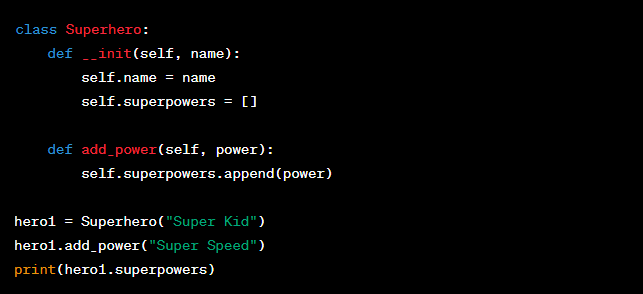 class Superhero:
    def __init(self, name):
        self.name = name
        self.superpowers = []

    def add_power(self, power):
        self.superpowers.append(power)

hero1 = Superhero("Super Kid")
hero1.add_power("Super Speed")
print(hero1.superpowers)